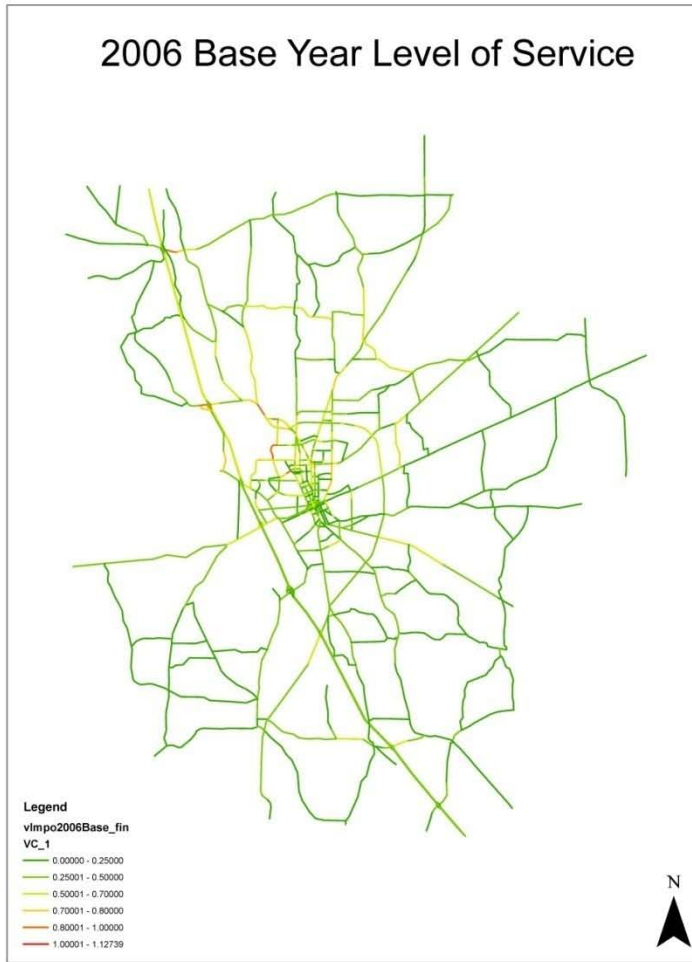 2006 Base Year Level of Service
Legend
vlmpo2006Base_fin
VC_1
0.00000 - 0.25000
0.25001 - 0.50000
0.50001 - 0.70000
0.70001 - 0.80000
0.80001 - 1.00000
1.00001 - 1.12739
N